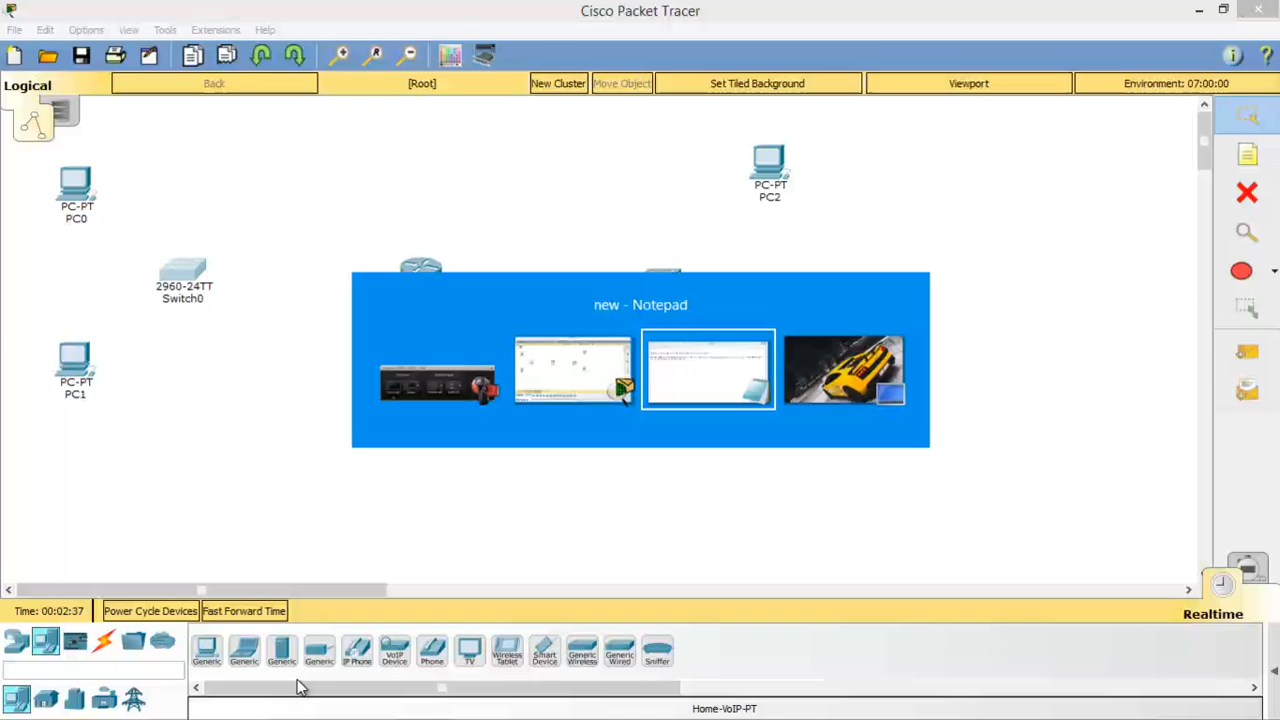 Cisco Packet Tracer
File Edit Options View Tools Extensions Help
Logical Back [Root] New Cluster Move Object Set Tiled Background Viewport Environment: 07:00:00
PC-PT
PC2
PC-PT
PC0
2960-24TT
Switch0
new - Notepad
PC-PT
PC1
Time: 00:02:37 Power Cycle Devices Fast Forward Time
Realtime
Generic Generic Generic Generic IP Phone VoIP Device Phone TV Wireless Tablet Smart Device Generic Wireless Generic Wired Sniffer
Home-VoIP-PT